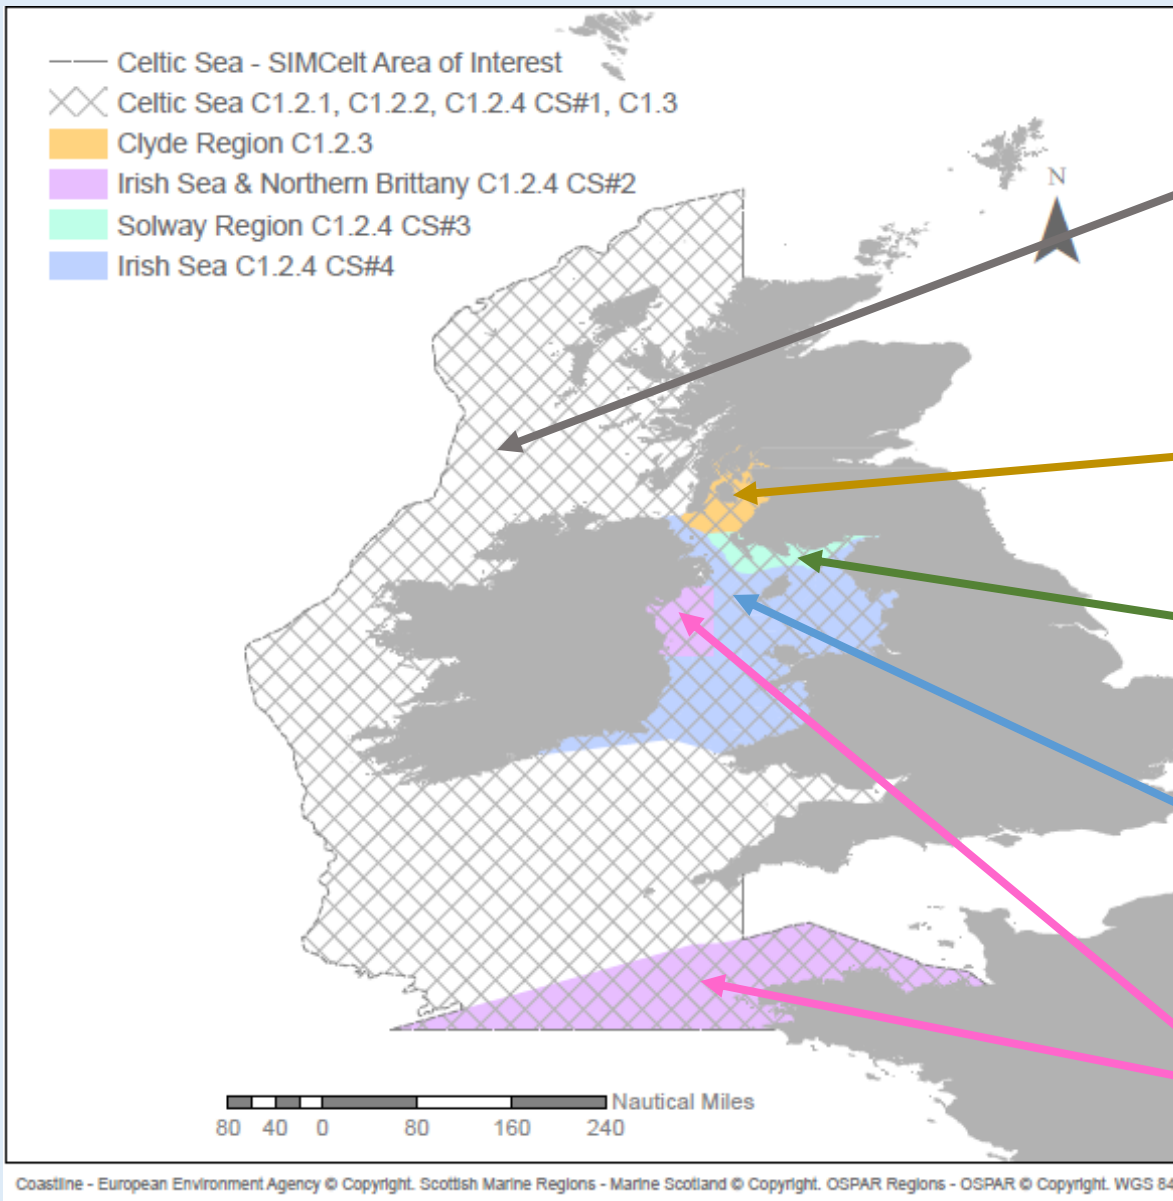 Celtic Sea - SIMCelt Area of Interest
Celtic Sea C1.2.1, C1.2.2, C1.2.4 CS#1, C1.3
Clyde Region C1.2.3
Irish Sea & Northern Brittany C1.2.4 CS#2
Solway Region C1.2.4 CS#3
Irish Sea C1.2.4 CS#4
N
Nautical Miles
80 40 0 80 160 240
Coastline - European Environment Agency © Copyright. Scottish Marine Regions - Marine Scotland © Copyright. OSPAR Regions - OSPAR © Copyright. WGS 84